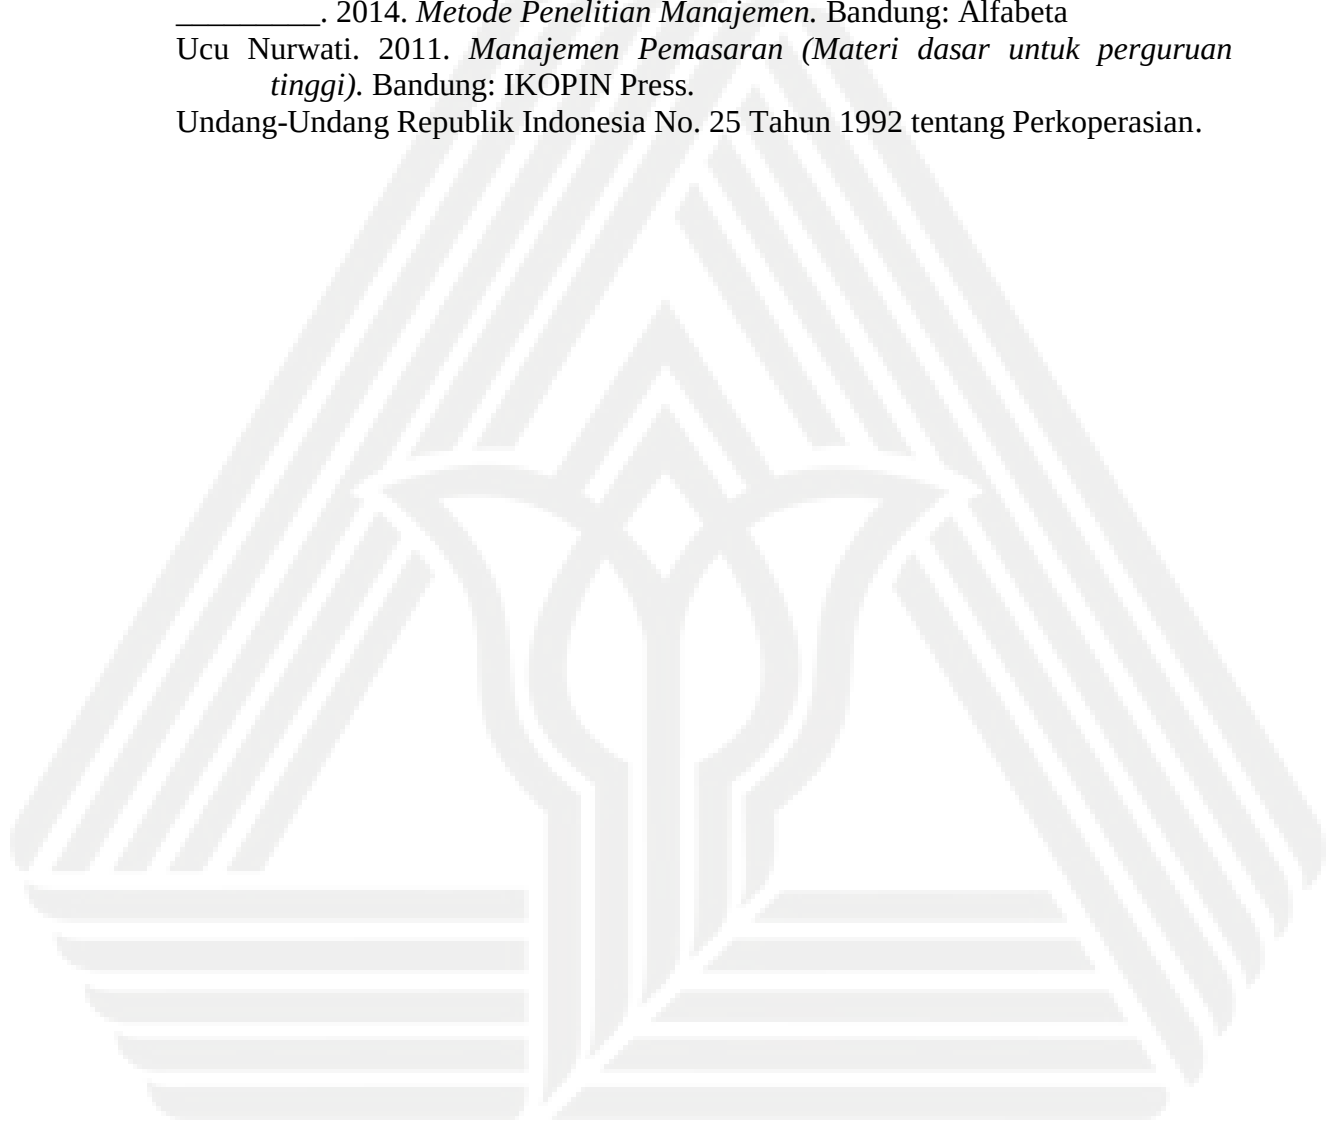 _________. 2014. Metode Penelitian Manajemen. Bandung: Alfabeta
Ucu Nurwati. 2011. Manajemen Pemasaran (Materi dasar untuk perguruan
tinggi). Bandung: IKOPIN Press.
Undang-Undang Republik Indonesia No. 25 Tahun 1992 tentang Perkoperasian.